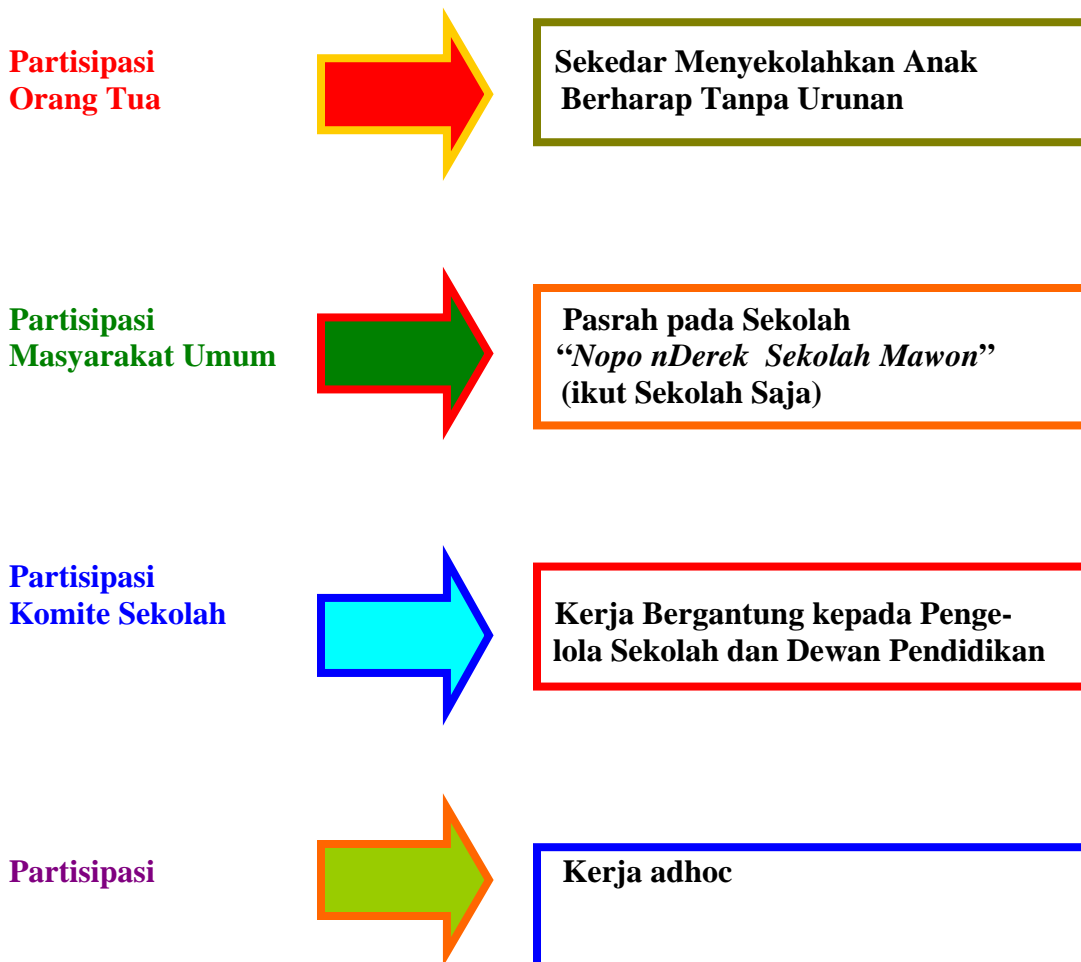 Partisipasi
Orang Tua
Sekedar Menyekolahkan Anak
Berharap Tanpa Urunan
Partisipasi
Masyarakat Umum
Pasrah pada Sekolah
“Nopo nDerek Sekolah Mawon”
(ikut Sekolah Saja)
Partisipasi
Komite Sekolah
Kerja Bergantung kepada Penge-
lola Sekolah dan Dewan Pendidikan
Partisipasi
Kerja adhoc